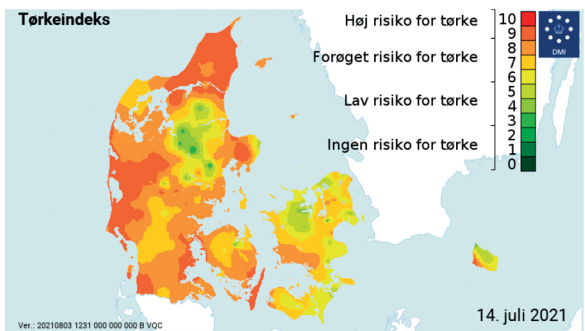 Tørkeindeks
Høj risiko for tørke
Forøget risiko for tørke
Lav risiko for tørke
Ingen risiko for tørke
10
9
8
7
6
5
4
3
2
1
0
DMI
14. juli 2021
Ver.: 20210803 1231 000 000 000 B VQC